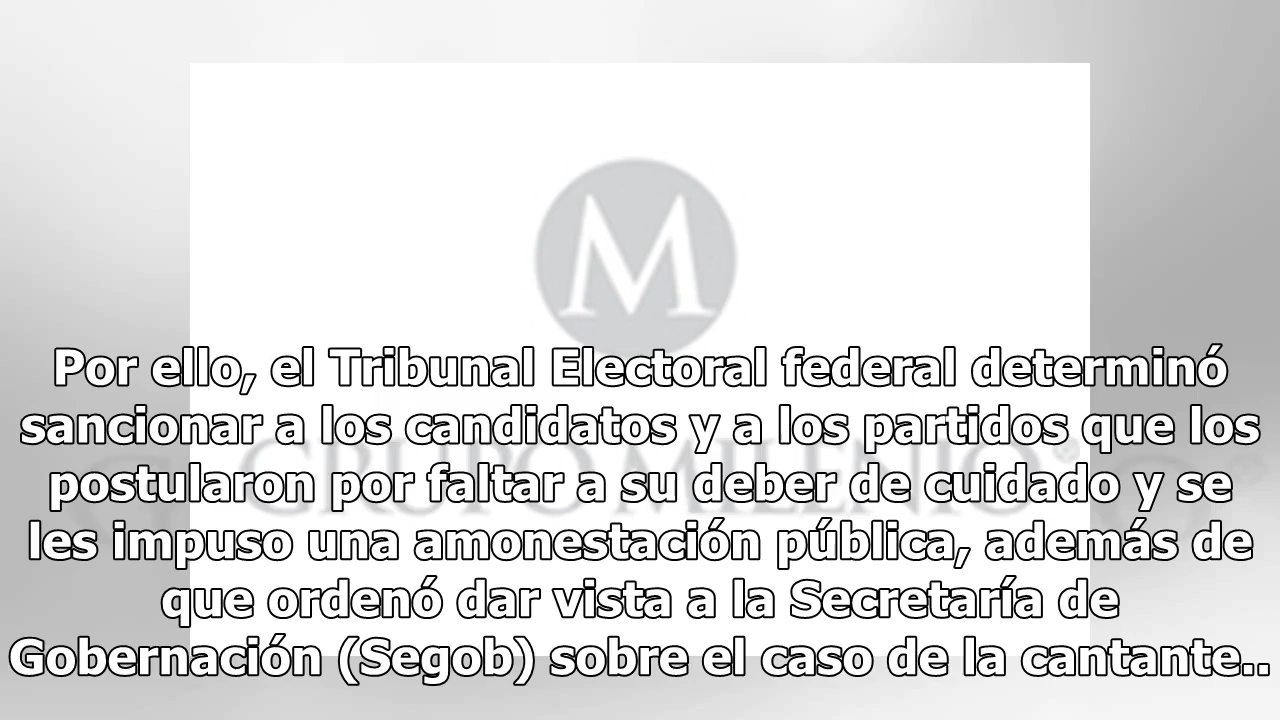 M
GRUPO MILENIO®
Por ello, el Tribunal Electoral federal determinó
sancionar a los candidatos y a los partidos que los
postularon por faltar a su deber de cuidado y se
les impuso una amonestación pública, además de
que ordenó dar vista a la Secretaría de
Gobernación (Segob) sobre el caso de la cantante..